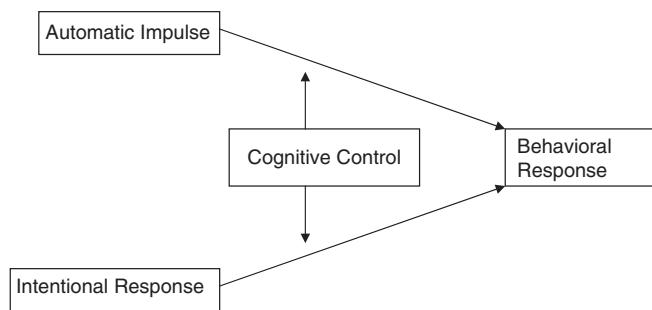 Automatic Impulse
Cognitive Control
Behavioral
Response
Intentional Response